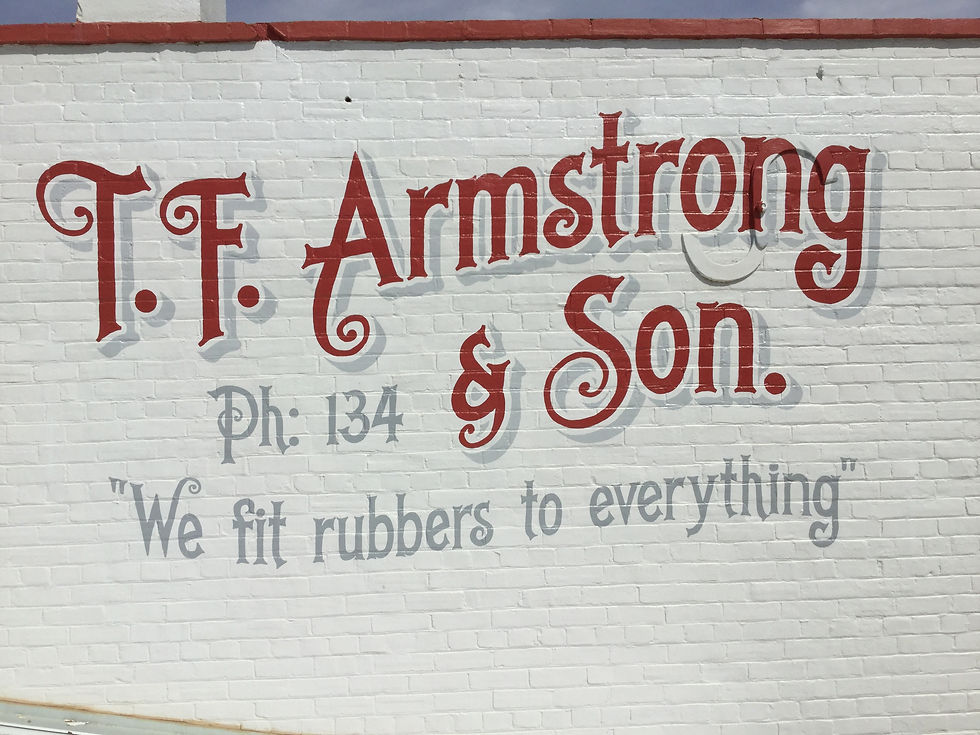 T.F. Armstrong
& Son.
Ph: 134
"We fit rubbers to everything"